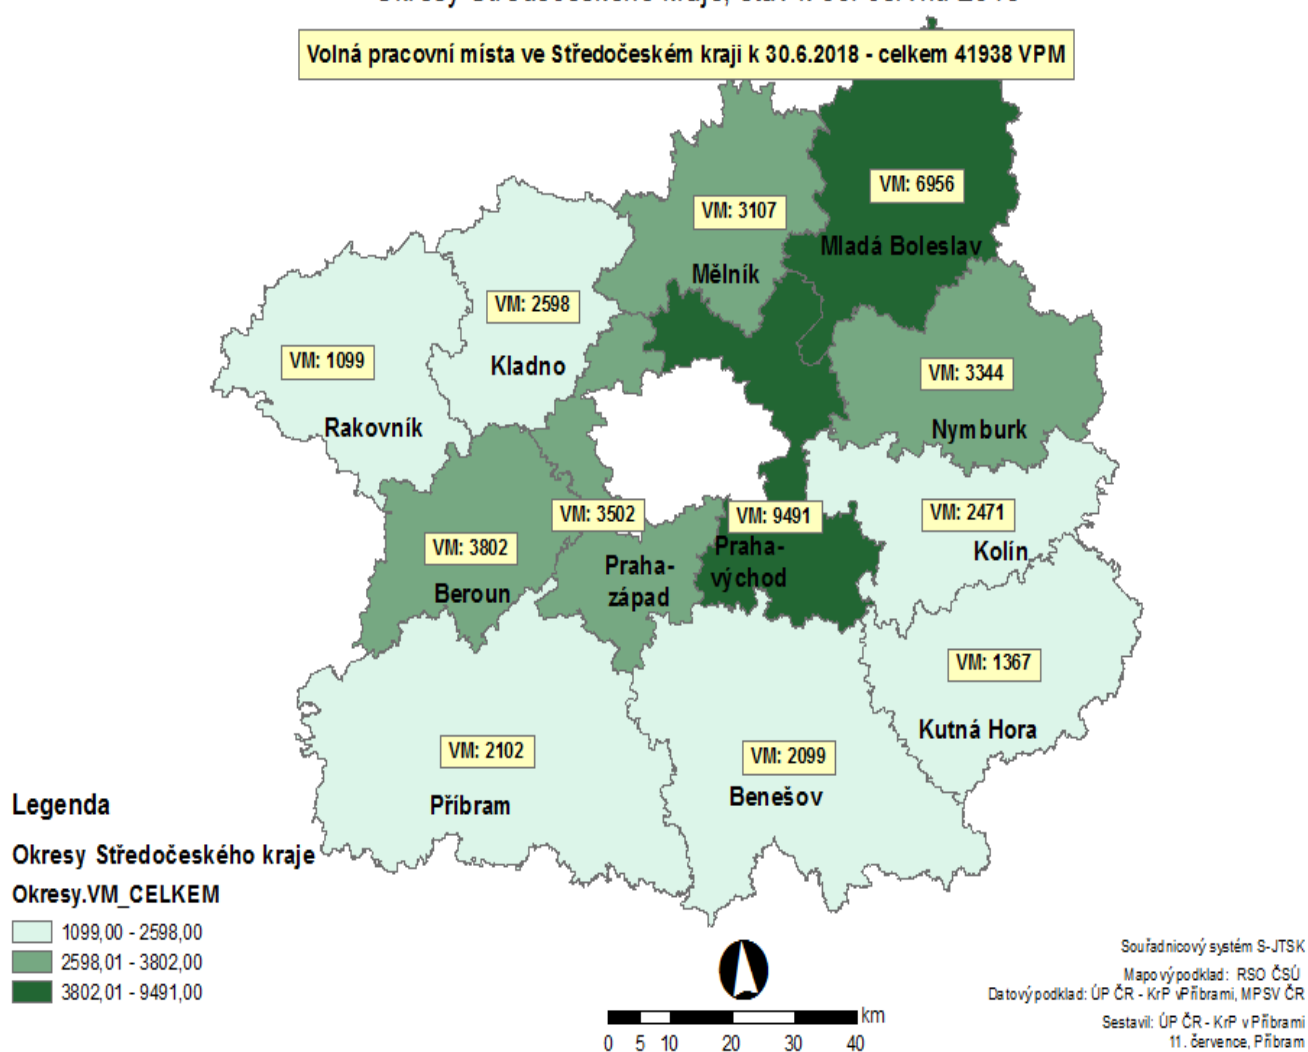 Volná pracovní místa ve Středočeském kraji k 30.6.2018 - celkem 41938 VPM
VM: 6956
Mladá Boleslav
VM: 3107
Mělník
VM: 2598
Kladno
VM: 1099
Rakovník
VM: 3344
Nymburk
VM: 2471
Kolín
VM: 3502
Praha-
západ
VM: 9491
Praha-
východ
VM: 3802
Beroun
VM: 1367
Kutná Hora
VM: 2102
Příbram
VM: 2099
Benešov
Legenda
Okresy Středočeského kraje
Okresy.VM_CELKEM
1099,00 - 2598,00
2598,01 - 3802,00
3802,01 - 9491,00
km
0 5 10 20 30 40
Souřadnicový systém S-JTSK
Mapový podklad: RSO ČSÚ
Datový podklad: ÚP ČR - KrP v Příbrami, MPSV ČR
Sestavil: ÚP ČR - KrP v Příbrami
11. července, Příbram